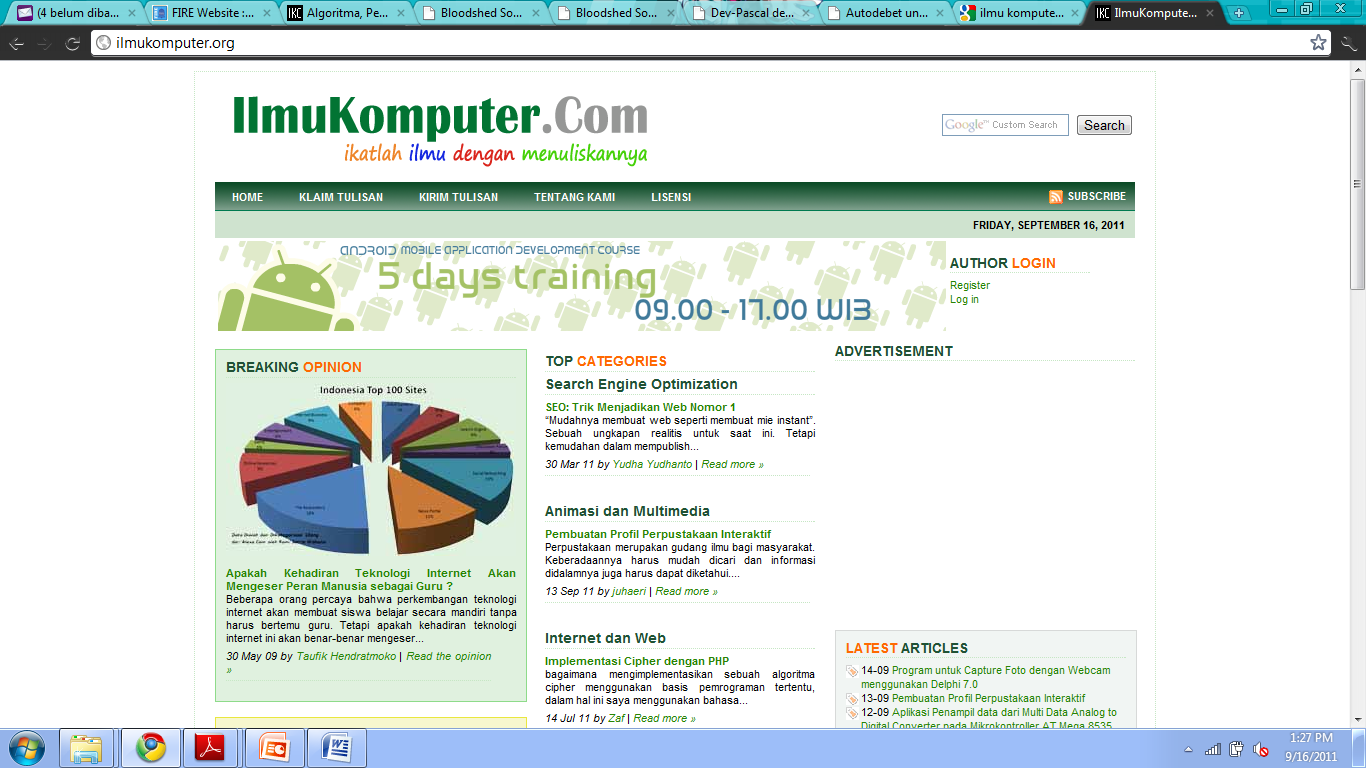 (4 belum diba...
FIRE Website :...
IKC Algoritma, Pe...
Bloodshed So...
Bloodshed So...
Dev-Pascal de...
Autodebet un...
ilmu kompute...
IKC IlmuKompute...
ilmukomputer.org
IlmuKomputer.Com
ikatlah ilmu dengan menuliskannya
Google™ Custom Search
Search
HOME KLAIM TULISAN KIRIM TULISAN TENTANG KAMI LISENSI SUBSCRIBE
FRIDAY, SEPTEMBER 16, 2011
ANDROID MOBILE APPLICATION DEVELOPMENT COURSE
5 days training
09.00 - 17.00 WIB
AUTHOR LOGIN
Register
Log in
BREAKING OPINION
Indonesia Top 100 Sites
Apakah Kehadiran Teknologi Internet Akan
Mengeser Peran Manusia sebagai Guru ?
Beberapa orang percaya bahwa perkembangan teknologi
internet akan membuat siswa belajar secara mandiri tanpa
harus bertemu guru. Tetapi apakah kehadiran teknologi
internet ini akan benar-benar mengeser...
30 May 09 by Taufik Hendratmoko | Read the opinion
»
TOP CATEGORIES
Search Engine Optimization
SEO: Trik Menjadikan Web Nomor 1
“Mudahnya membuat web seperti membuat mie instant”.
Sebuah ungkapan realitis untuk saat ini. Tetapi
kemudahan dalam mempublish...
30 Mar 11 by Yudha Yudhanto | Read more »
Animasi dan Multimedia
Pembuatan Profil Perpustakaan Interaktif
Perpustakaan merupakan gudang ilmu bagi masyarakat.
Keberadaannya harus mudah dicari dan informasi
didalamnya juga harus dapat diketahui....
13 Sep 11 by juhaeri | Read more »
Internet dan Web
Implementasi Cipher dengan PHP
bagaimana mengimplementasikan sebuah algoritma
cipher menggunakan basis pemrograman tertentu,
dalam hal ini saya menggunakan bahasa...
14 Jul 11 by Zaf | Read more »
ADVERTISEMENT
LATEST ARTICLES
14-09 Program untuk Capture Foto dengan Webcam
menggunakan Delphi 7.0
13-09 Pembuatan Profil Perpustakaan Interaktif
12-09 Aplikasi Penampil data dari Multi Data Analog to
Digital Converter pada Mikrokontroller AT Mega 8535
1:27 PM
9/16/2011